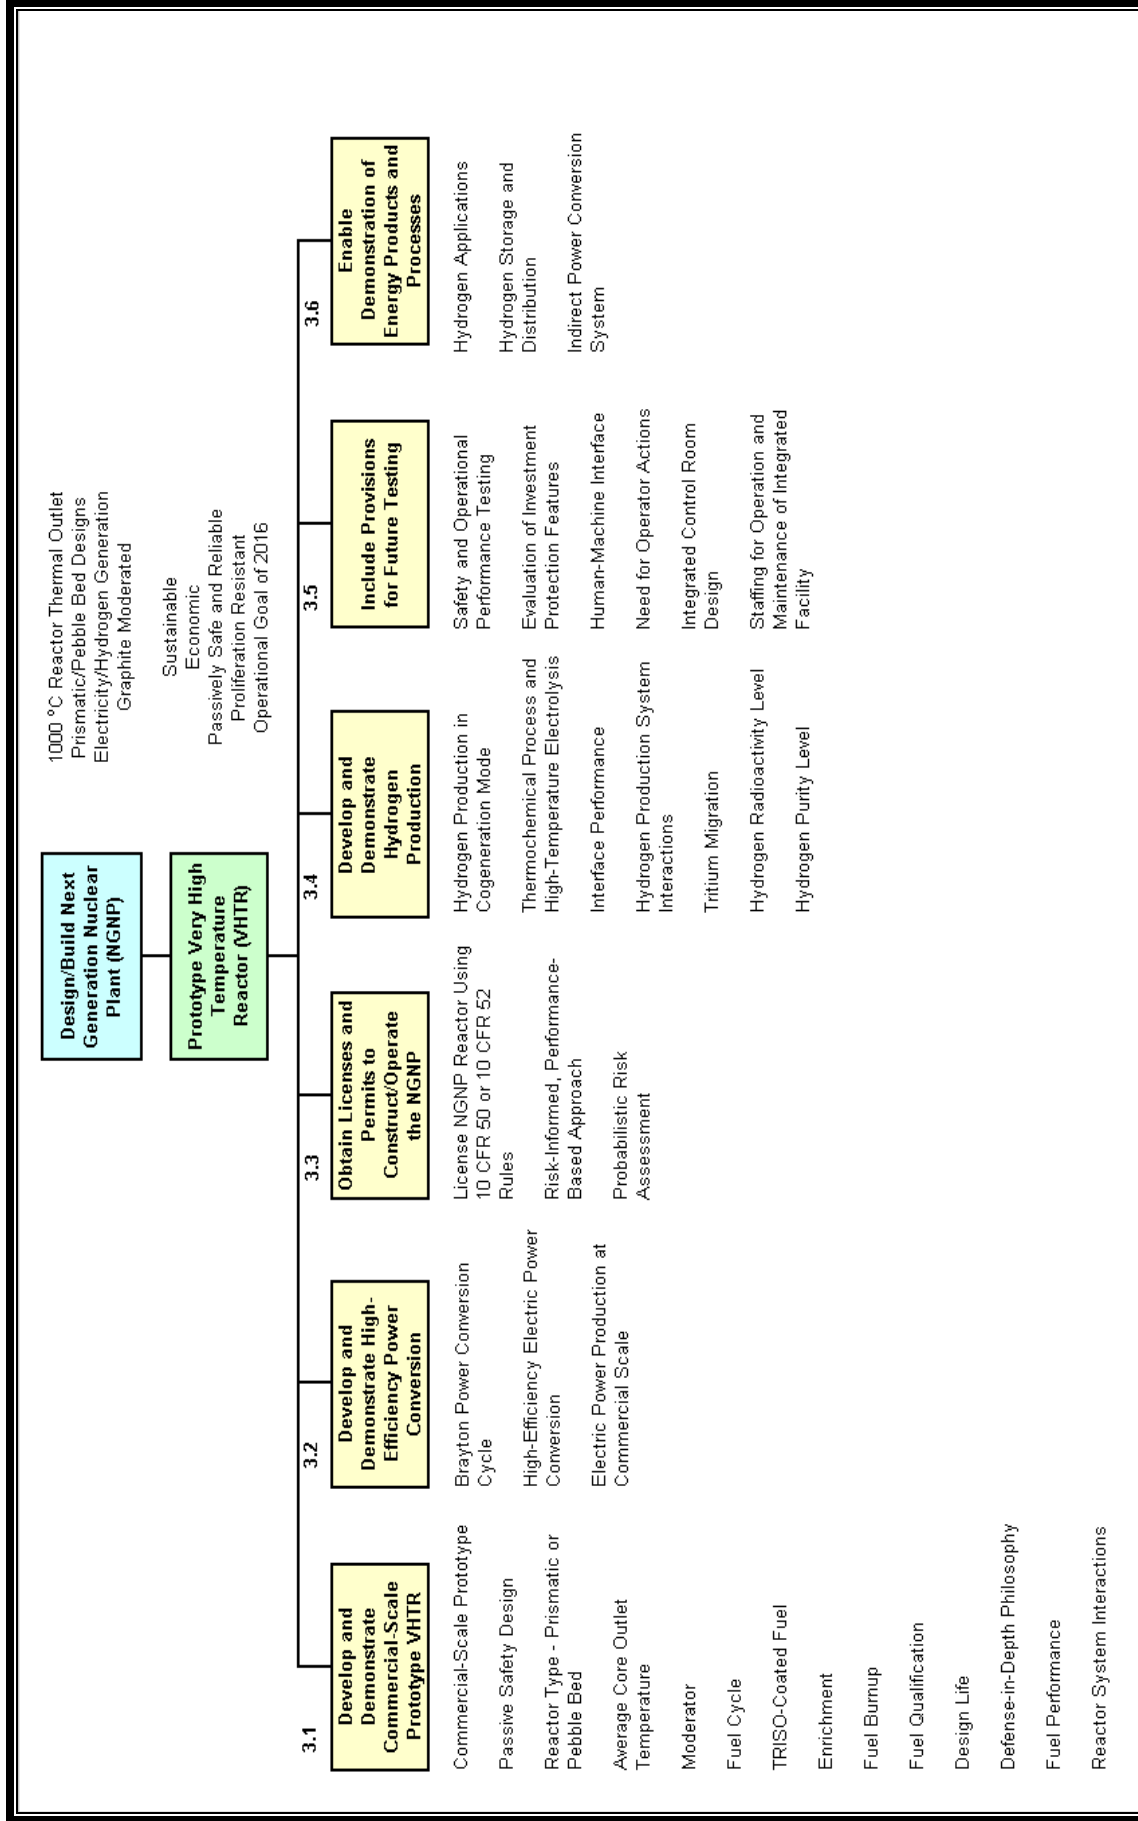 Design/Build Next
Generation Nuclear
Plant (NGNP)
1000 °C Reactor Thermal Outlet
Prismatic/Pebble Bed Designs
Electricity/Hydrogen Generation
Graphite Moderated
Prototype Very High
Temperature
Reactor (VHTR)
Sustainable
Economic
Passively Safe and Reliable
Proliferation Resistant
Operational Goal of 2016
3.1
Develop and
Demonstrate
Commercial-Scale
Prototype VHTR
Commercial-Scale Prototype
Passive Safety Design
Reactor Type - Prismatic or
Pebble Bed
Average Core Outlet
Temperature
Moderator
Fuel Cycle
TRISO-Coated Fuel
Enrichment
Fuel Burnup
Fuel Qualification
Design Life
Defense-in-Depth Philosophy
Fuel Performance
Reactor System Interactions
3.2
Develop and
Demonstrate High-
Efficiency Power
Conversion
Brayton Power Conversion
Cycle
High-Efficiency Electric Power
Conversion
Electric Power Production at
Commercial Scale
3.3
Obtain Licenses and
Permits to
Construct/Operate
the NGNP
License NGNP Reactor Using
10 CFR 50 or 10 CFR 52
Rules
Risk-Informed, Performance-
Based Approach
Probabilistic Risk
Assessment
3.4
Develop and
Demonstrate
Hydrogen
Production
Hydrogen Production in
Cogeneration Mode
Thermochemical Process and
High-Temperature Electrolysis
Interface Performance
Hydrogen Production System
Interactions
Tritium Migration
Hydrogen Radioactivity Level
Hydrogen Purity Level
3.5
Include Provisions
for Future Testing
Safety and Operational
Performance Testing
Evaluation of Investment
Protection Features
Human-Machine Interface
Need for Operator Actions
Integrated Control Room
Design
Staffing for Operation and
Maintenance of Integrated
Facility
3.6
Enable
Demonstration of
Energy Products and
Processes
Hydrogen Applications
Hydrogen Storage and
Distribution
Indirect Power Conversion
System